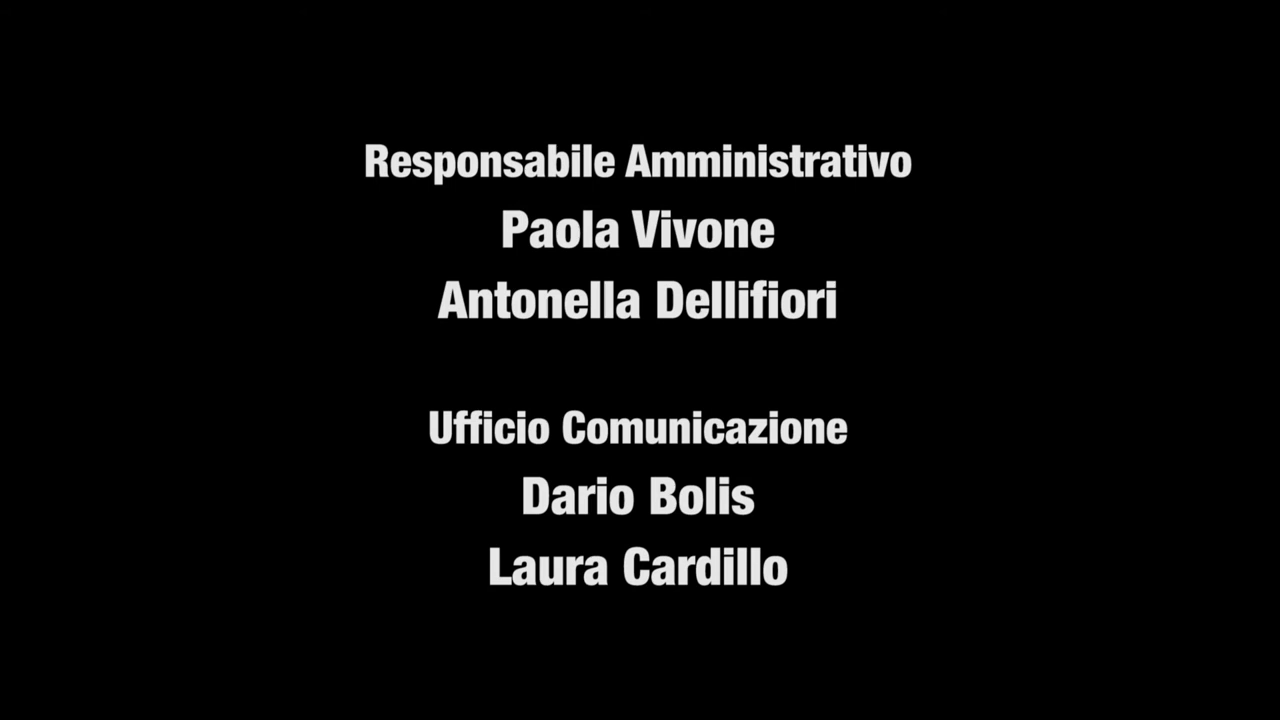 Responsabile Amministrativo
Paola Vivone
Antonella Dellifiori
Ufficio Comunicazione
Dario Bolis
Laura Cardillo